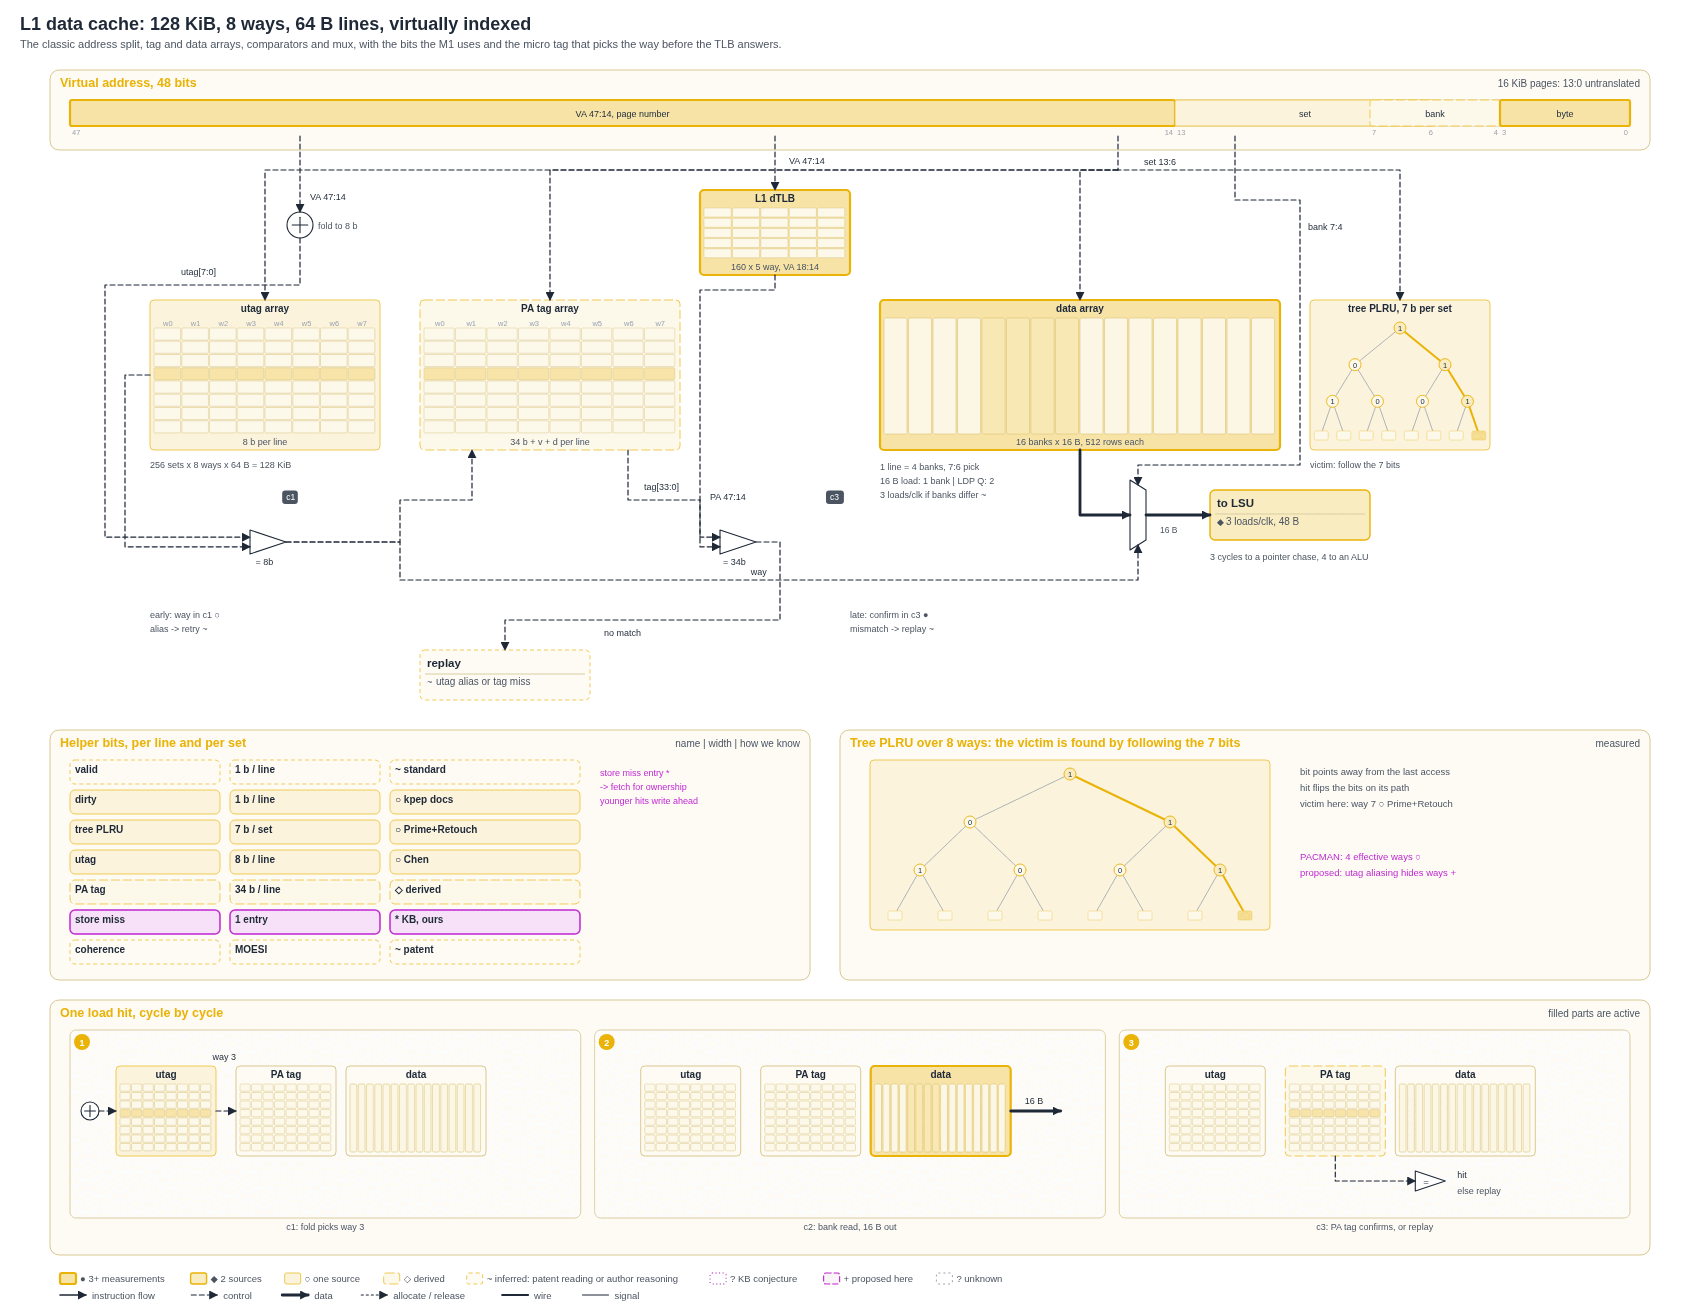 L1 data cache: 128 KiB, 8 ways, 64 B lines, virtually indexed
The classic address split, tag and data arrays, comparators and mux, with the bits the M1 uses and the micro tag that picks the way before the TLB answers.
Virtual address, 48 bits
16 KiB pages: 13:0 untranslated
VA 47:14, page number
set
bank
byte
47
14
13
7
6
4
3
0
VA 47:14
set 13:6
VA 47:14
fold to 8 b
L1 dTLB
160 x 5 way, VA 18:14
bank 7:4
utag[7:0]
utag array
w0 w1 w2 w3 w4 w5 w6 w7
8 b per line
256 sets x 8 ways x 64 B = 128 KiB
PA tag array
w0 w1 w2 w3 w4 w5 w6 w7
34 b + v + d per line
data array
16 banks x 16 B, 512 rows each
1 line = 4 banks, 7:6 pick
16 B load: 1 bank | LDP Q: 2
3 loads/clk if banks differ ~
tree PLRU, 7 b per set
1
0
1
1
0
0
1
victim: follow the 7 bits
c1
tag[33:0]
PA 47:14
c3
to LSU
◆ 3 loads/clk, 48 B
16 B
3 cycles to a pointer chase, 4 to an ALU
= 8b
= 34b
way
early: way in c1 ○
alias -> retry ~
late: confirm in c3 ●
mismatch -> replay ~
no match
replay
~ utag alias or tag miss
Helper bits, per line and per set
name | width | how we know
valid
1 b / line
~ standard
dirty
1 b / line
○ kpep docs
tree PLRU
7 b / set
○ Prime+Retouch
utag
8 b / line
○ Chen
PA tag
34 b / line
◇ derived
store miss
1 entry
* KB, ours
coherence
MOESI
~ patent
store miss entry *
-> fetch for ownership
younger hits write ahead
Tree PLRU over 8 ways: the victim is found by following the 7 bits
measured
1
0
1
1
0
0
1
bit points away from the last access
hit flips the bits on its path
victim here: way 7 ○ Prime+Retouch
PACMAN: 4 effective ways ○
proposed: utag aliasing hides ways +
One load hit, cycle by cycle
filled parts are active
1
way 3
utag
PA tag
data
c1: fold picks way 3
2
utag
PA tag
data
16 B
c2: bank read, 16 B out
3
utag
PA tag
data
=
hit
else replay
c3: PA tag confirms, or replay
● 3+ measurements
◆ 2 sources
○ one source
◇ derived
~ inferred: patent reading or author reasoning
? KB conjecture
+ proposed here
? unknown
instruction flow
control
data
allocate / release
wire
signal